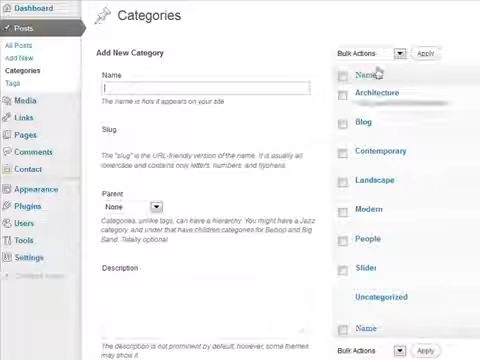 Dashboard
Posts
All Posts
Add New
Categories
Tags
Media
Links
Pages
Comments
Contact
Appearance
Plugins
Users
Tools
Settings
Categories
Add New Category
Name
The name is how it appears on your site
Slug
The "slug" is the URL-friendly version of the name. It is usually all
lowercase and contains only letters, numbers, and hyphens.
Parent
None
Categories, unlike tags, can have a hierarchy. You might have a Jazz
category, and under that have children categories for Bebop and Big
Band. Totally optional
Description
The description is not prominent by default; however, some themes
may show it
Bulk Actions Apply
Name
Architecture
Blog
Contemporary
Landscape
Modern
People
Slider
Uncategorized
Name
Bulk Actions Apply